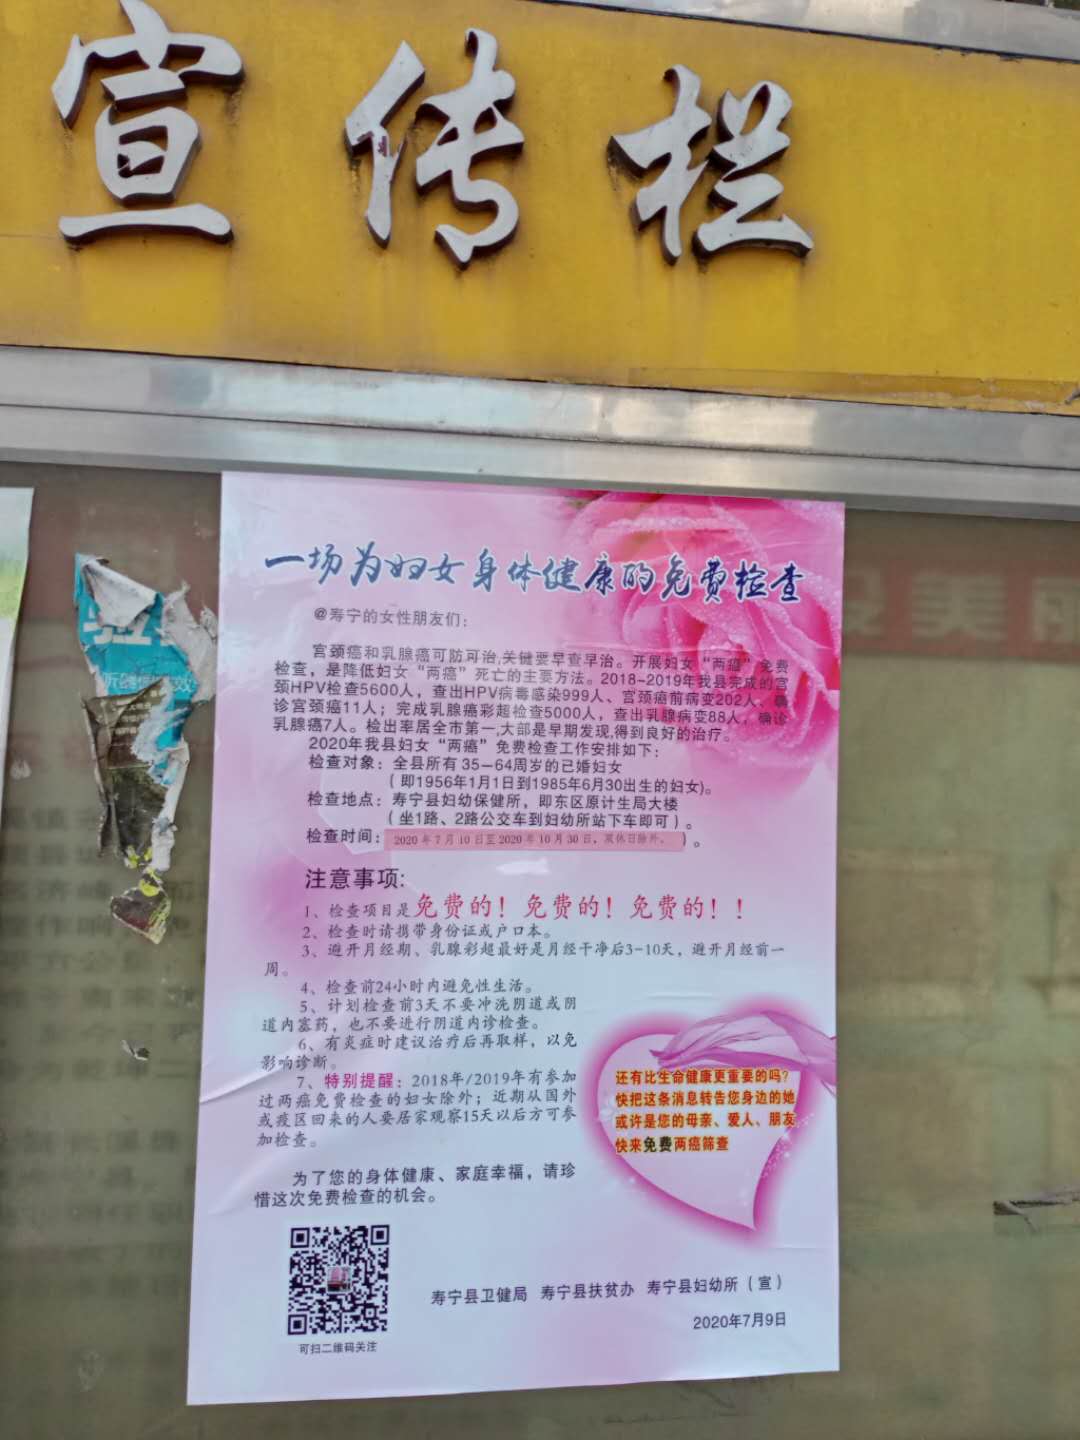 宣传栏
一场为妇女身体健康的免费检查
@寿宁的女性朋友们：
宫颈癌和乳腺癌可防可治,关键要早查早治。开展妇女“两癌”免费
检查，是降低妇女“两癌”死亡的主要方法。2018-2019年我县完成的宫
颈HPV检查5600人，查出HPV病毒感染999人、宫颈癌前病变202人、确
诊宫颈癌11人；完成乳腺癌彩超检查5000人，查出乳腺病变88人，确诊
乳腺癌7人。检出率居全市第一,大部是早期发现,得到良好的治疗。
2020年我县妇女“两癌”免费检查工作安排如下：
检查对象：全县所有 35—64周岁的已婚妇女
（即1956年1月1日到1985年6月30出生的妇女)。
检查地点：寿宁县妇幼保健所，即东区原计生局大楼
（坐1路、2路公交车到妇幼所站下车即可）。
检查时间：2020年7月10日至2020年10月30日，双休日除外。）。
注意事项:
1、检查项目是免费的！免费的！免费的！！
2、检查时请携带身份证或户口本。
3、避开月经期、乳腺彩超最好是月经干净后3-10天，避开月经前一
周。
4、检查前24小时内避免性生活。
5、计划检查前3天不要冲洗阴道或阴
道内塞药，也不要进行阴道内诊检查。
6、有炎症时建议治疗后再取样，以免
影响诊断。
7、特别提醒：2018年/2019年有参加
过两癌免费检查的妇女除外；近期从国外
或疫区回来的人要居家观察15天以后方可参
加检查。
还有比生命健康更重要的吗？
快把这条消息转告您身边的她
或许是您的母亲、爱人、朋友
快来免费两癌筛查
为了您的身体健康、家庭幸福，请珍
惜这次免费检查的机会。
可扫二维码关注
寿宁县卫健局 寿宁县扶贫办 寿宁县妇幼所（宣）
2020年7月9日
美丽